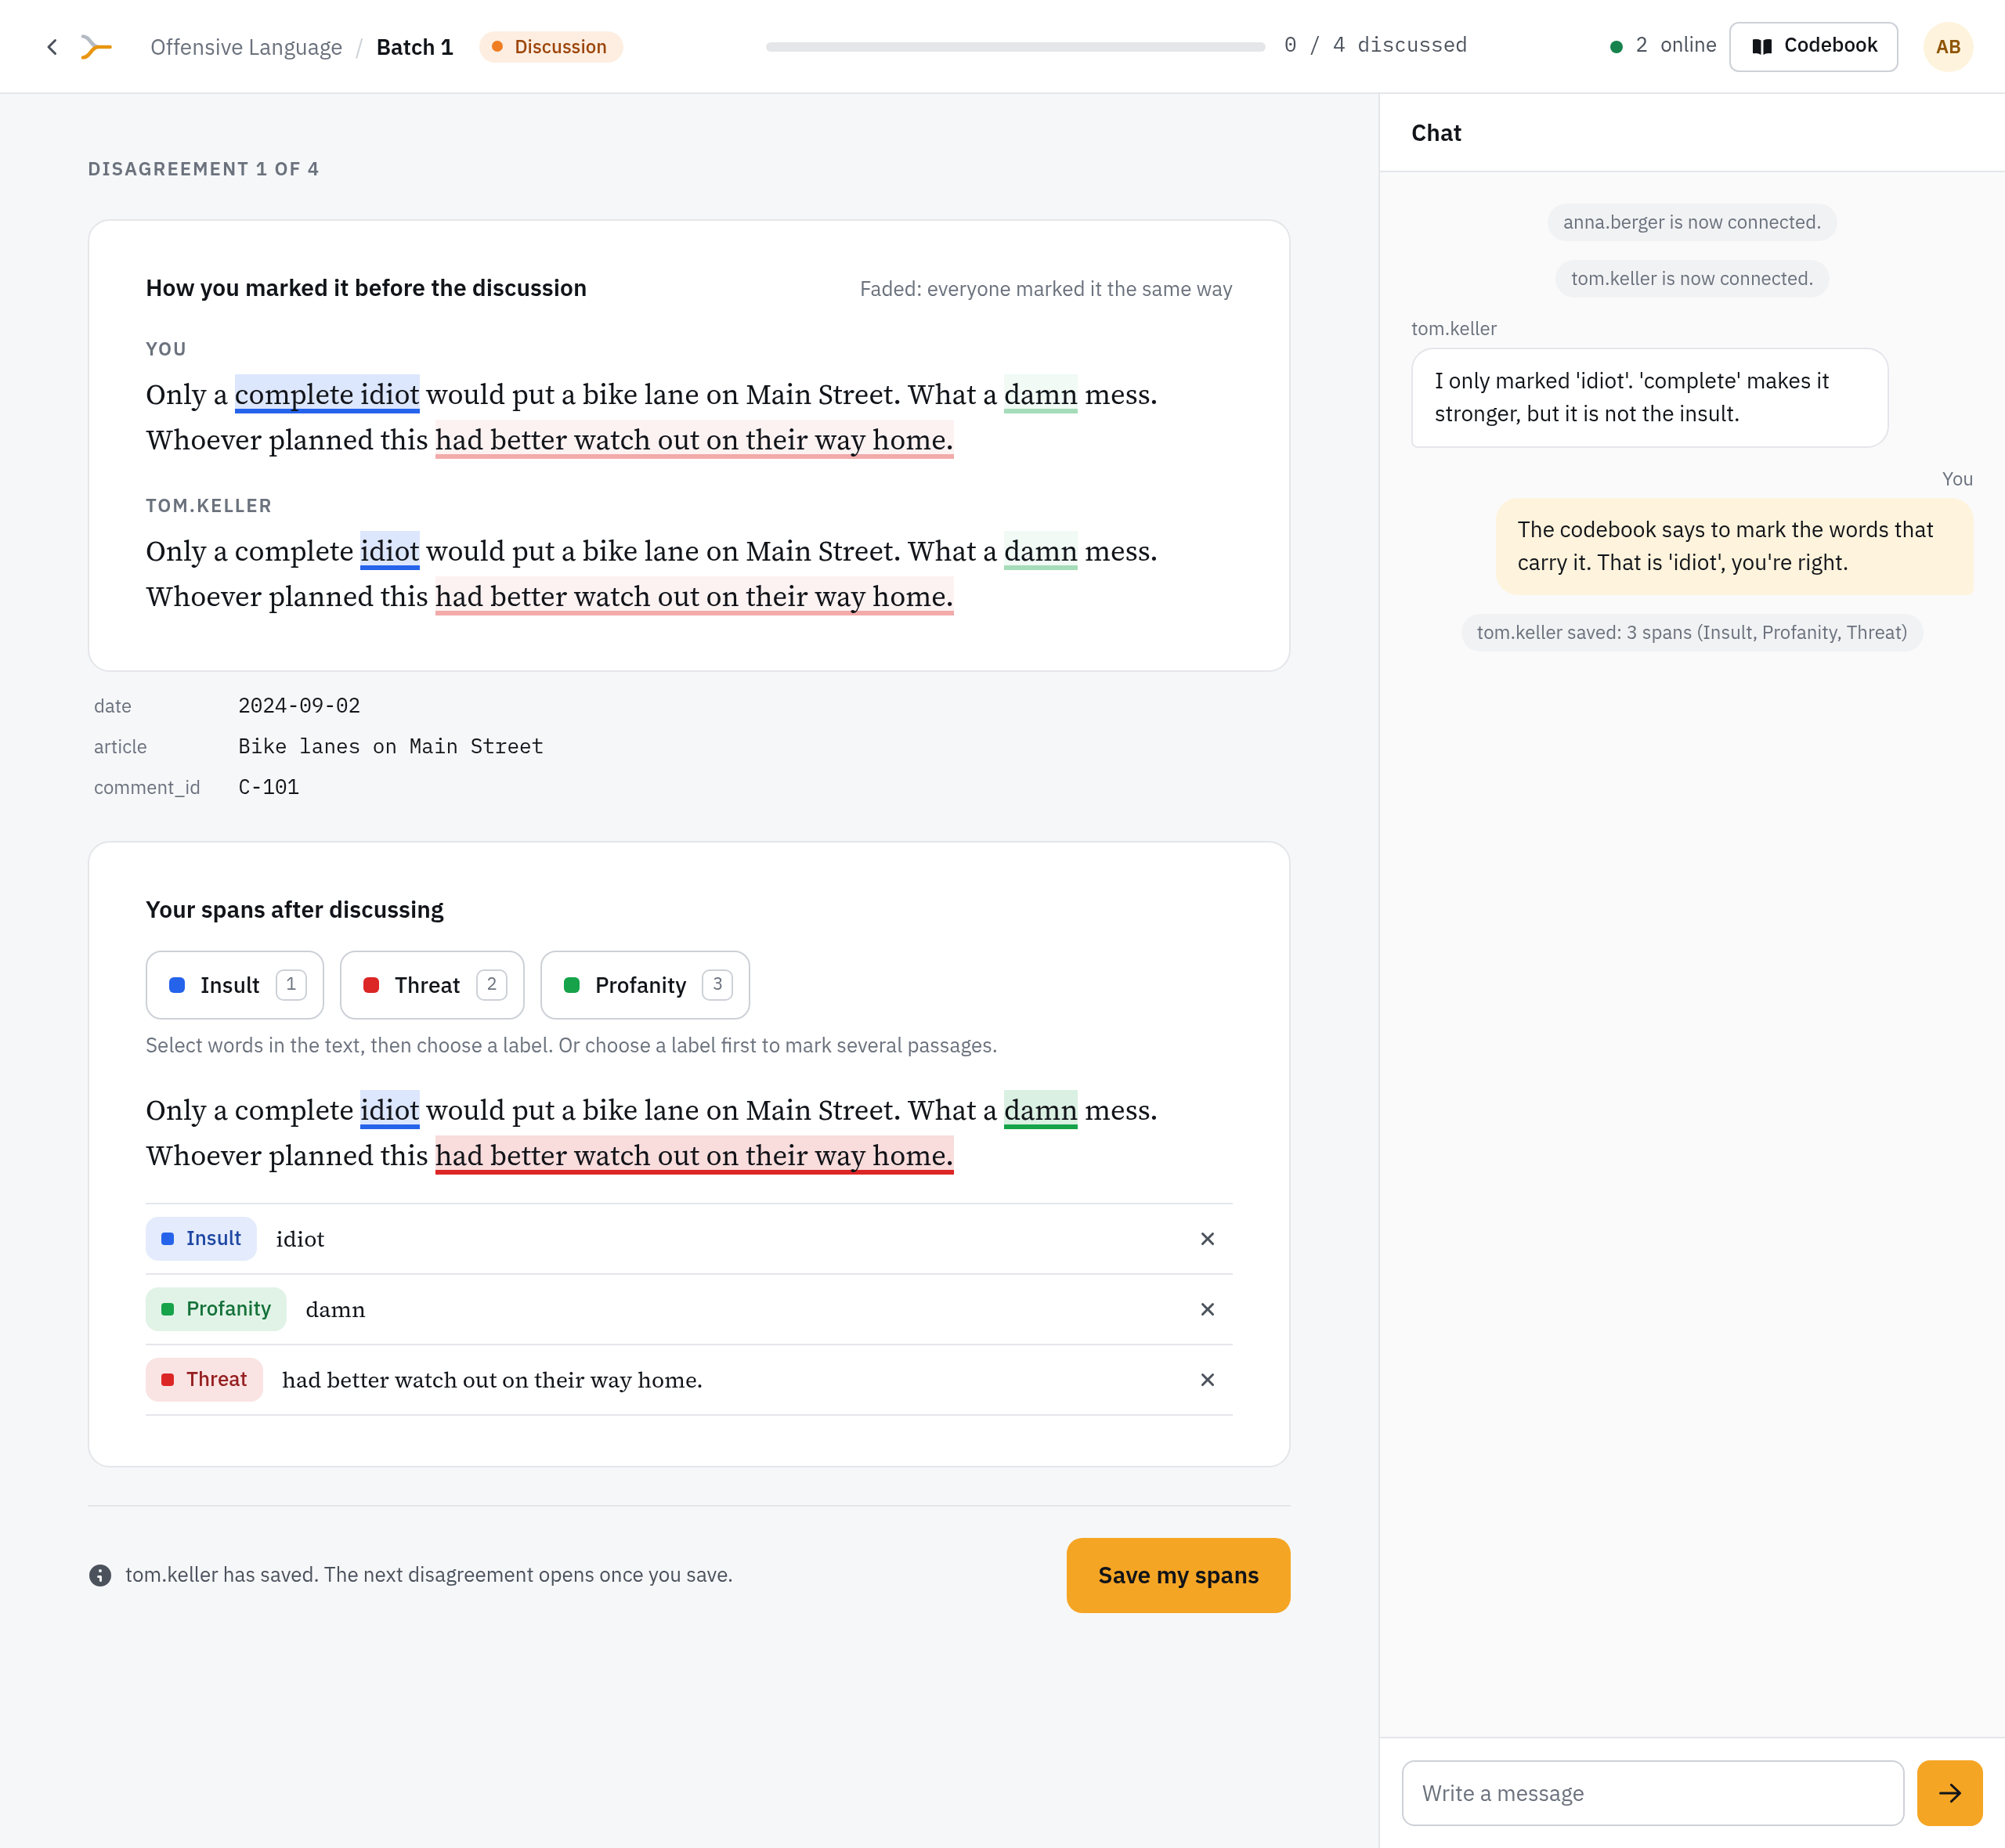 Offensive Language / Batch 1
Discussion
0 / 4 discussed
2 online
Codebook
AB
DISAGREEMENT 1 OF 4
How you marked it before the discussion
Faded: everyone marked it the same way
YOU
Only a complete idiot would put a bike lane on Main Street. What a damn mess.
Whoever planned this had better watch out on their way home.
TOM.KELLER
Only a complete idiot would put a bike lane on Main Street. What a damn mess.
Whoever planned this had better watch out on their way home.
date 2024-09-02
article Bike lanes on Main Street
comment_id C-101
Your spans after discussing
Insult 1
Threat 2
Profanity 3
Select words in the text, then choose a label. Or choose a label first to mark several passages.
Only a complete idiot would put a bike lane on Main Street. What a damn mess.
Whoever planned this had better watch out on their way home.
Insult idiot
Profanity damn
Threat had better watch out on their way home.
tom.keller has saved. The next disagreement opens once you save.
Save my spans
Chat
anna.berger is now connected.
tom.keller is now connected.
tom.keller
I only marked 'idiot'. 'complete' makes it
stronger, but it is not the insult.
You
The codebook says to mark the words that
carry it. That is 'idiot', you're right.
tom.keller saved: 3 spans (Insult, Profanity, Threat)
Write a message